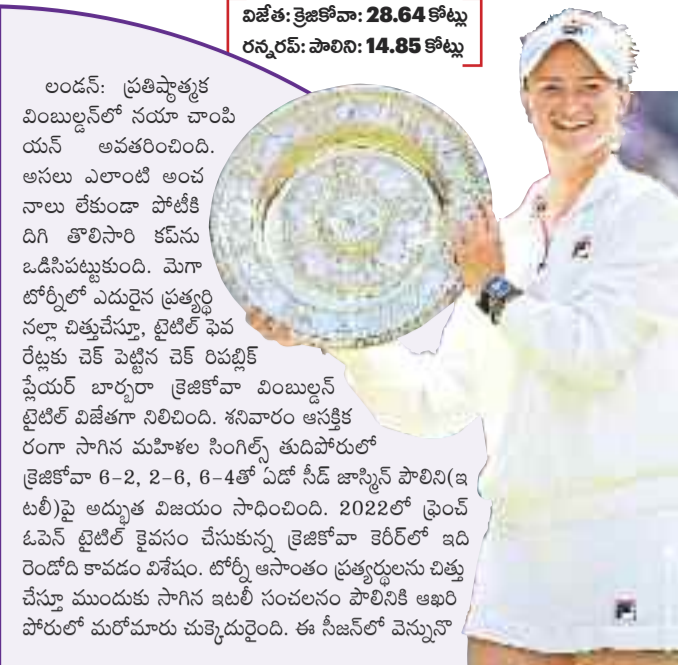 విజేత: క్రెజికోవా: 28.64 కోట్లు
రన్నరప్: పౌలిని: 14.85 కోట్లు
లండన్: ప్రతిష్ఠాత్మక
వింబుల్డన్‌లో నయా చాంపి
యన్ అవతరించింది.
అసలు ఎలాంటి అంచ
నాలు లేకుండా పోటీకి
దిగి తొలిసారి కప్‌ను
ఒడిసిపట్టుకుంది. మెగా
టోర్నీలో ఎదురైన ప్రత్యర్థి
నల్లా చిత్తుచేస్తూ, టైటిల్ ఫెవ
రేట్లకు చెక్ పెట్టిన చెక్ రిపబ్లిక్
ప్లేయర్ బార్బరా క్రెజికోవా వింబుల్డన్
టైటిల్ విజేతగా నిలిచింది. శనివారం ఆసక్తిక
రంగా సాగిన మహిళల సింగిల్స్ తుదిపోరులో
క్రెజికోవా 6-2, 2-6, 6-4తో ఏడో సీడ్ జాస్మిన్ పౌలిని(ఇ
టలీ)పై అద్భుత విజయం సాధించింది. 2022లో ఫ్రెంచ్
ఓపెన్ టైటిల్ కైవసం చేసుకున్న క్రెజికోవా కెరీర్‌లో ఇది
రెండోది కావడం విశేషం. టోర్నీ ఆసాంతం ప్రత్యర్థులను చిత్తు
చేస్తూ ముందుకు సాగిన ఇటలీ సంచలనం పౌలినికి ఆఖరి
పోరులో మరోమారు చుక్కెదురైంది. ఈ సీజన్‌లో వెన్నునొ